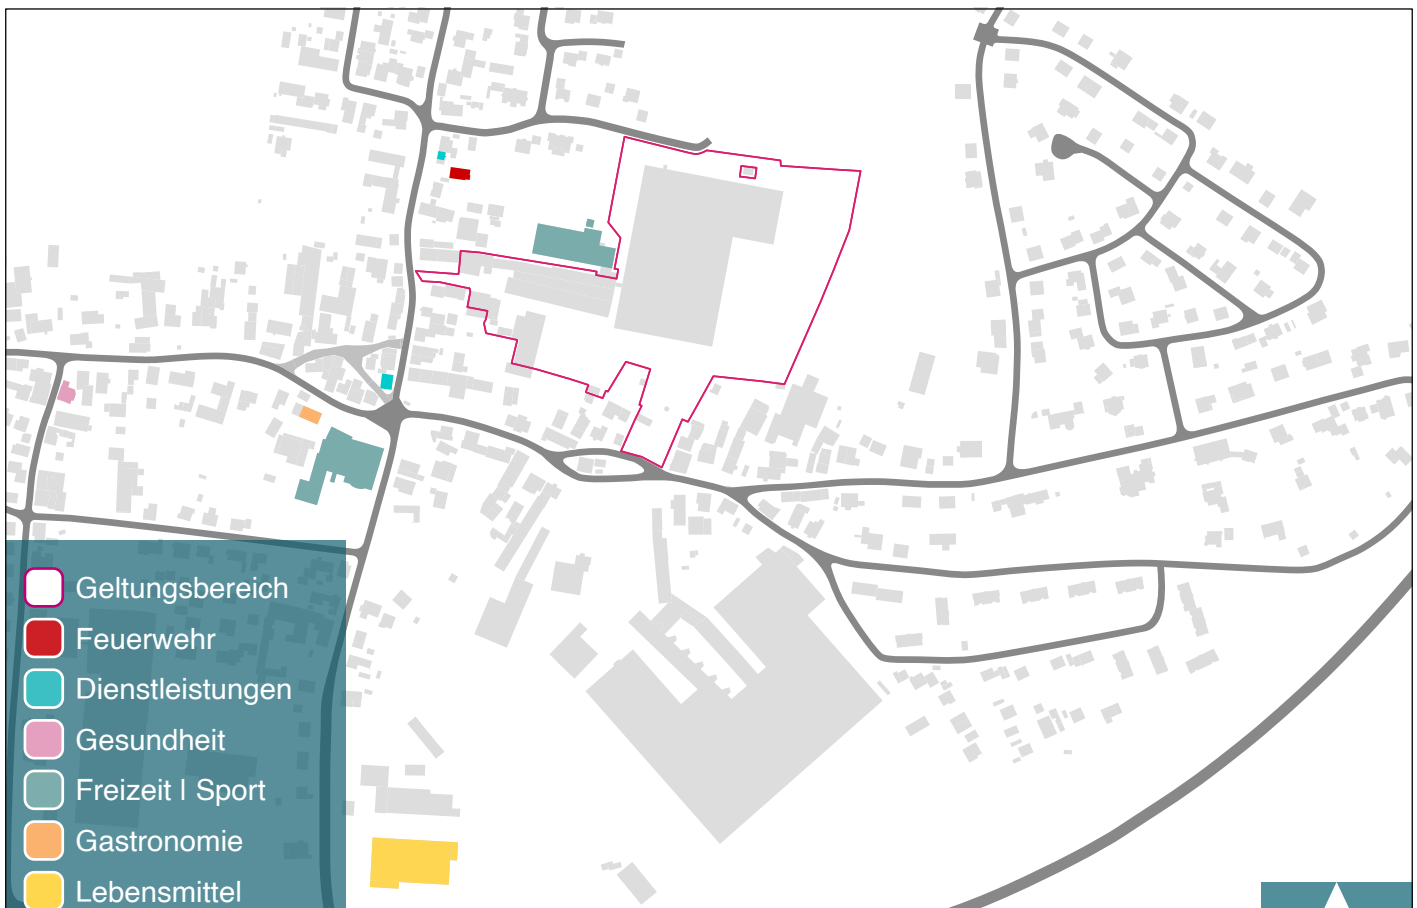 Geltungsbereich
Feuerwehr
Dienstleistungen
Gesundheit
Freizeit | Sport
Gastronomie
Lebensmittel